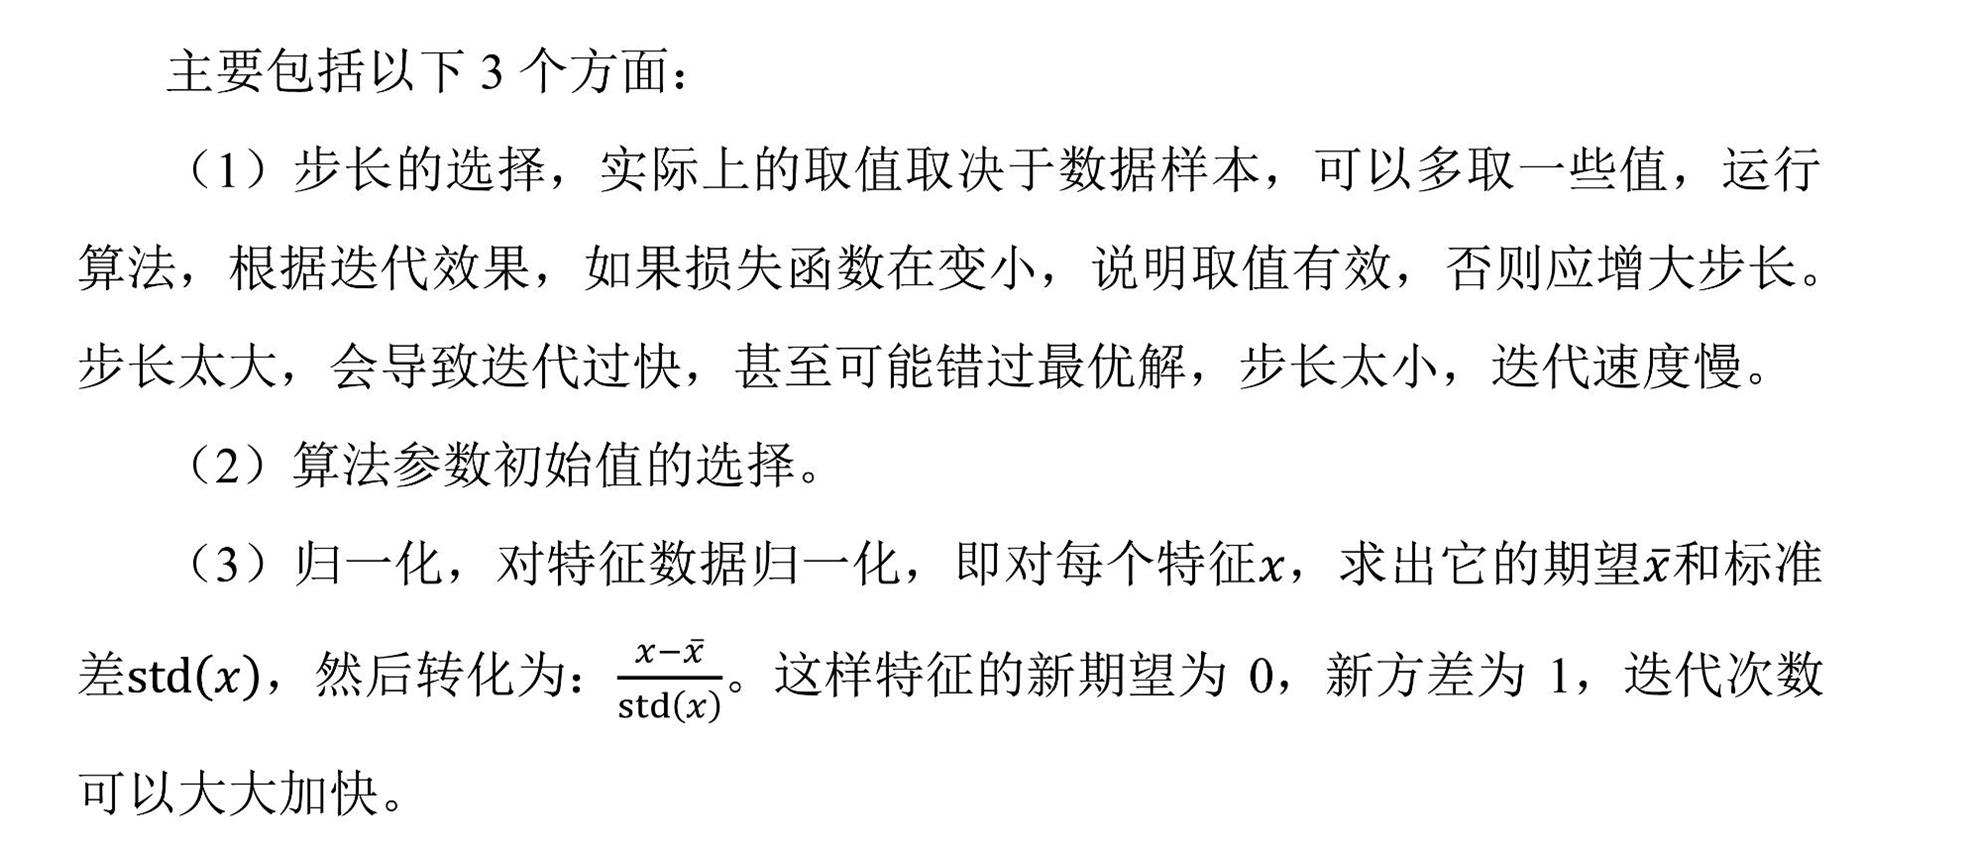 主要包括以下 3 个方面：
（1）步长的选择，实际上的取值取决于数据样本，可以多取一些值，运行
算法，根据迭代效果，如果损失函数在变小，说明取值有效，否则应增大步长。
步长太大，会导致迭代过快，甚至可能错过最优解，步长太小，迭代速度慢。
（2）算法参数初始值的选择。
（3）归一化，对特征数据归一化，即对每个特征x，求出它的期望x̄和标准
差std(x)，然后转化为：(x−x̄)/std(x)。这样特征的新期望为 0，新方差为 1，迭代次数
可以大大加快。